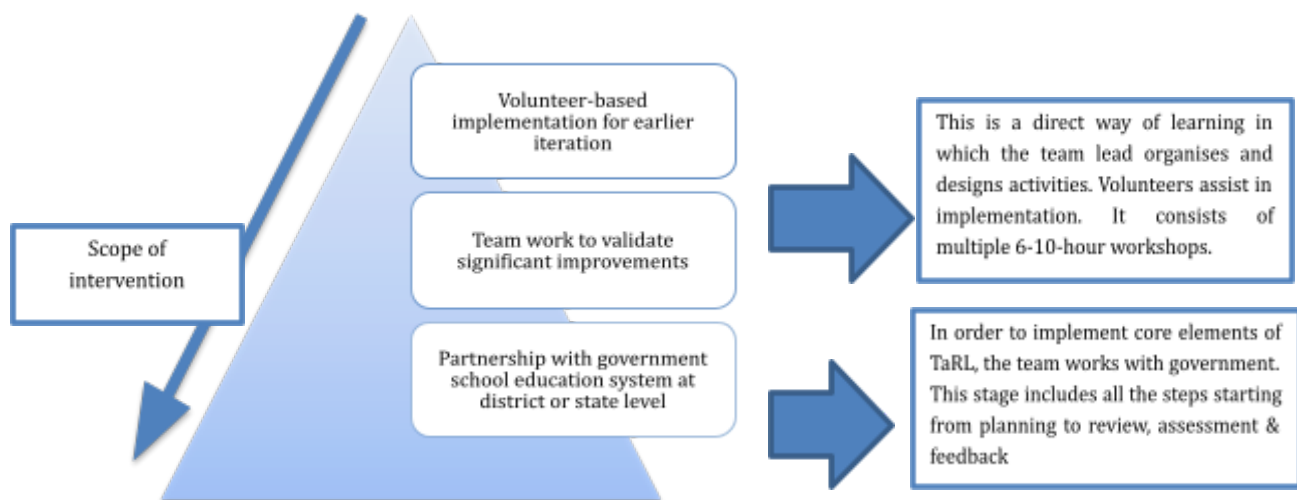 Volunteer-based
implementation for earlier
iteration
This is a direct way of learning in
which the team lead organises and
designs activities. Volunteers assist in
implementation. It consists of
multiple 6-10-hour workshops.
Scope of
intervention
Team work to validate
significant improvements
Partnership with government
school education system at
district or state level
In order to implement core elements of
TaRL, the team works with government.
This stage includes all the steps starting
from planning to review, assessment &
feedback